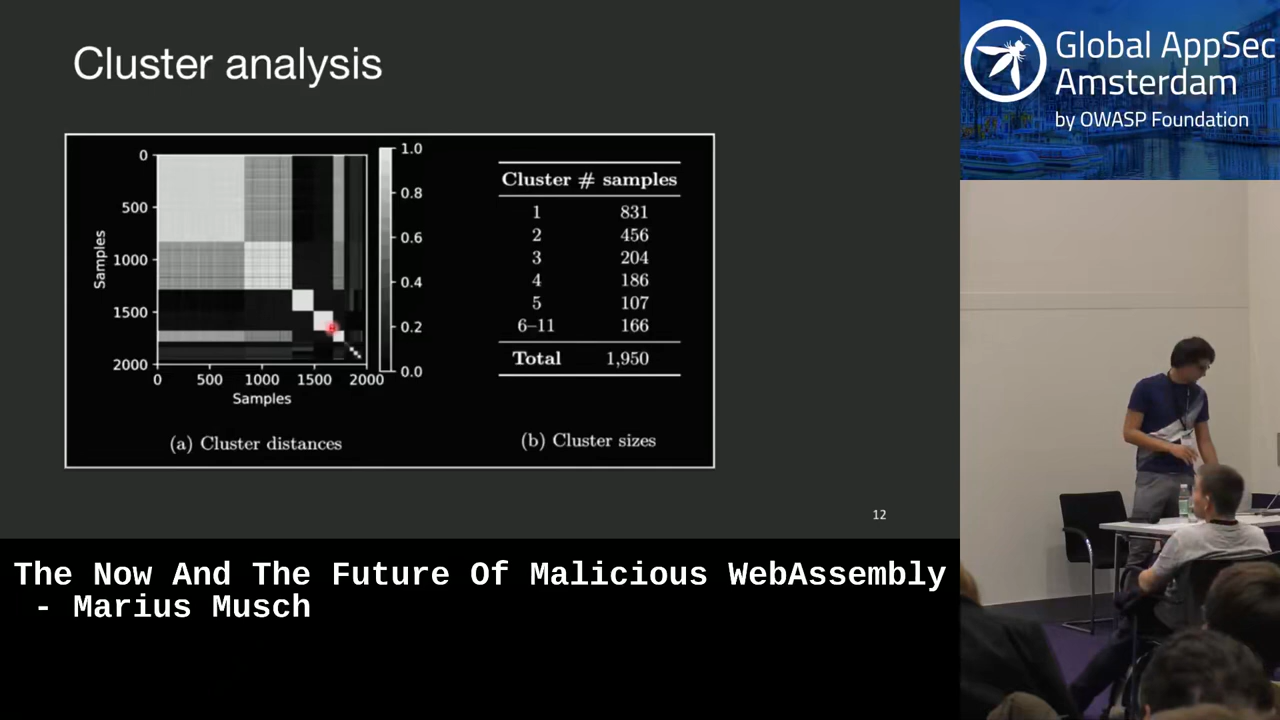 Cluster analysis
0
500
1000
1500
2000
Samples
0 500 1000 1500 2000
Samples
1.0
0.8
0.6
0.4
0.2
0.0
(a) Cluster distances
Cluster # samples
1 831
2 456
3 204
4 186
5 107
6–11 166
Total 1,950
(b) Cluster sizes
12
Global AppSec
Amsterdam
by OWASP Foundation
The Now And The Future Of Malicious WebAssembly
- Marius Musch